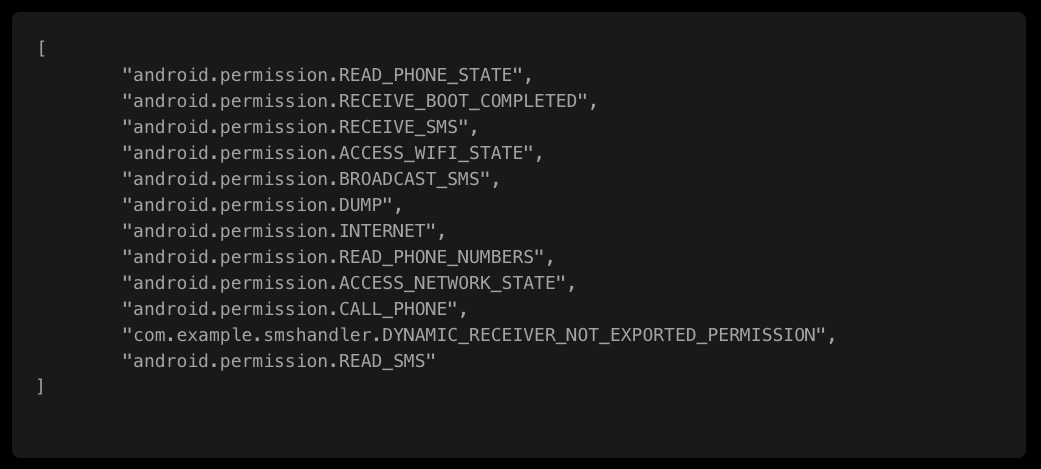 [
"android.permission.READ_PHONE_STATE",
"android.permission.RECEIVE_BOOT_COMPLETED",
"android.permission.RECEIVE_SMS",
"android.permission.ACCESS_WIFI_STATE",
"android.permission.BROADCAST_SMS",
"android.permission.DUMP",
"android.permission.INTERNET",
"android.permission.READ_PHONE_NUMBERS",
"android.permission.ACCESS_NETWORK_STATE",
"android.permission.CALL_PHONE",
"com.example.smshandler.DYNAMIC_RECEIVER_NOT_EXPORTED_PERMISSION",
"android.permission.READ_SMS"
]